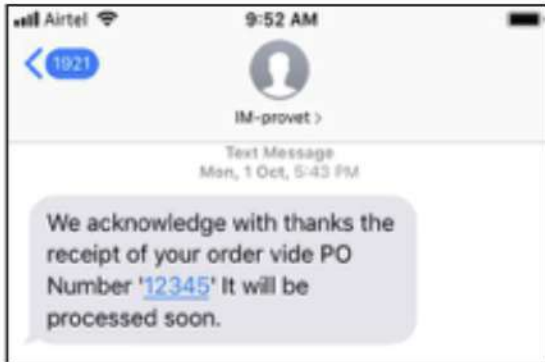 Airtel 9:52 AM
1921
IM-provet >
Text Message
Mon, 1 Oct, 5:43 PM
We acknowledge with thanks the
receipt of your order vide PO
Number '12345' It will be
processed soon.